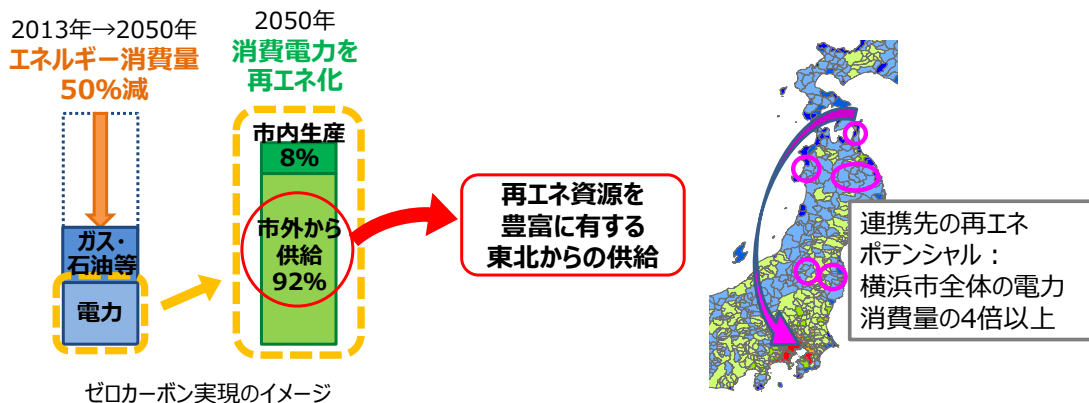 2013年→2050年
エネルギー消費量
50%減
ガス・
石油等
電力
2050年
消費電力を
再エネ化
市内生産
8%
市外から
供給
92%
再エネ資源を
豊富に有する
東北からの供給
連携先の再エネ
ポテンシャル：
横浜市全体の電力
消費量の4倍以上
ゼロカーボン実現のイメージ